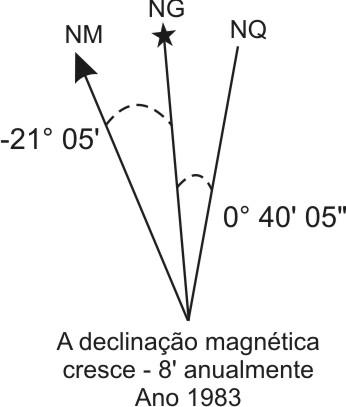 NG
NM
NQ
-21° 05'
0° 40' 05"
A declinação magnética
cresce - 8' anualmente
Ano 1983